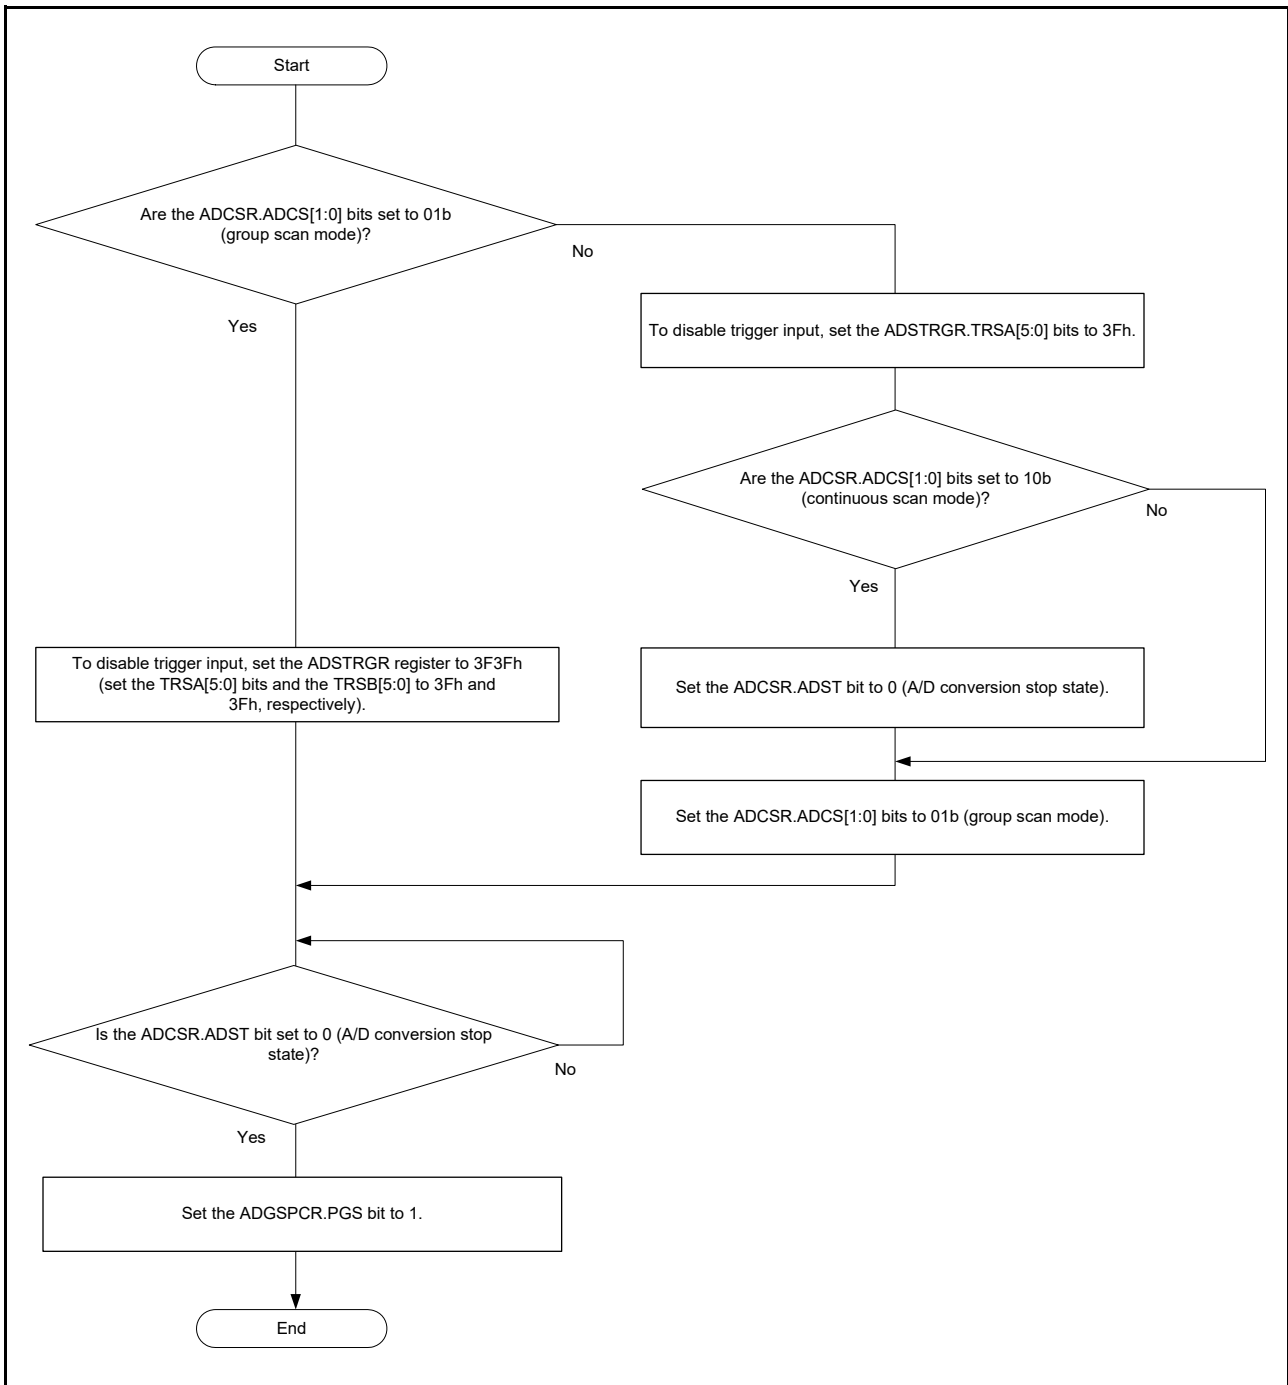 Start
Are the ADCSR.ADCS[1:0] bits set to 01b
(group scan mode)?
No
Yes
To disable trigger input, set the ADSTRGR.TRSA[5:0] bits to 3Fh.
Are the ADCSR.ADCS[1:0] bits set to 10b
(continuous scan mode)?
No
Yes
To disable trigger input, set the ADSTRGR register to 3F3Fh
(set the TRSA[5:0] bits and the TRSB[5:0] to 3Fh and
3Fh, respectively).
Set the ADCSR.ADST bit to 0 (A/D conversion stop state).
Set the ADCSR.ADCS[1:0] bits to 01b (group scan mode).
Is the ADCSR.ADST bit set to 0 (A/D conversion stop
state)?
No
Yes
Set the ADGSPCR.PGS bit to 1.
End